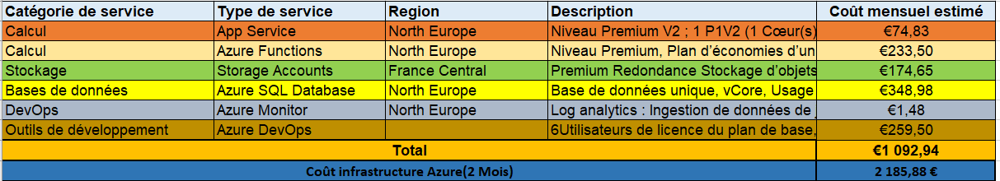 Catégorie de service Type de service Region Description Coût mensuel estimé
Calcul App Service North Europe Niveau Premium V2 ; 1 P1V2 (1 Cœur(s) €74,83
Calcul Azure Functions North Europe Niveau Premium, Plan d’économies d’un €233,50
Stockage Storage Accounts France Central Premium Redondance Stockage d’objets €174,65
Bases de données Azure SQL Database North Europe Base de données unique, vCore, Usage €348,98
DevOps Azure Monitor North Europe Log analytics : Ingestion de données de €1,48
Outils de développement Azure DevOps 6Utilisateurs de licence du plan de base, €259,50
Total €1 092,94
Coût infrastructure Azure(2 Mois) 2 185,88 €